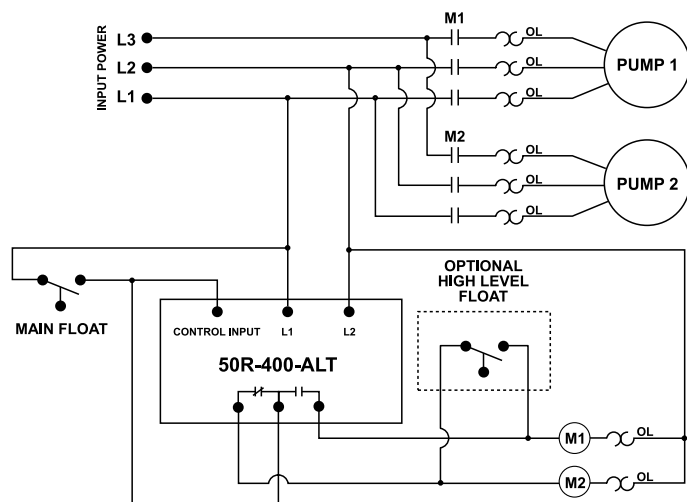 INPUT POWER
L3
L2
L1
M1
OL
OL
OL
PUMP 1
M2
OL
OL
OL
PUMP 2
MAIN FLOAT
OPTIONAL
HIGH LEVEL
FLOAT
CONTROL INPUT
L1
L2
50R-400-ALT
M1
OL
M2
OL